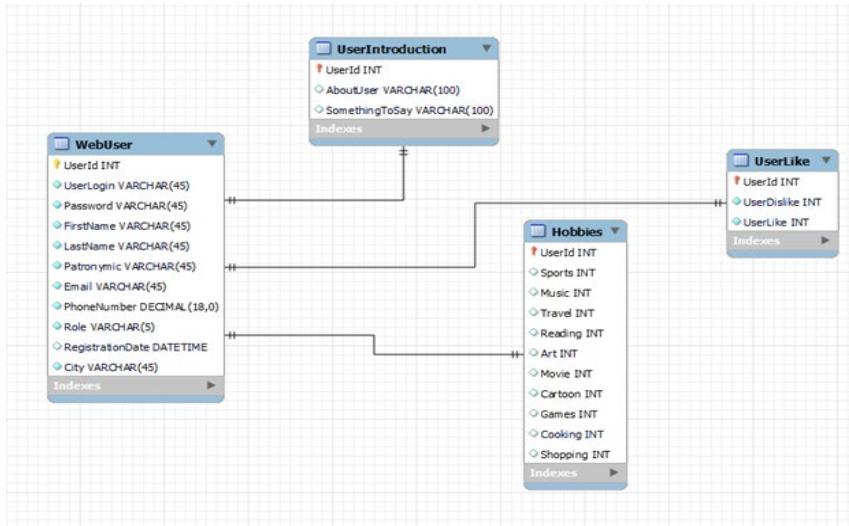 UserIntroduction
UserId INT
AboutUser VARCHAR(100)
SomethingToSay VARCHAR(100)
Indexes
WebUser
UserId INT
UserLogin VARCHAR(45)
Password VARCHAR(45)
FirstName VARCHAR(45)
LastName VARCHAR(45)
Patronymic VARCHAR(45)
Email VARCHAR(45)
PhoneNumber DECIMAL(18,0)
Role VARCHAR(5)
RegistrationDate DATETIME
City VARCHAR(45)
Indexes
UserLike
UserId INT
UserDislike INT
UserLike INT
Indexes
Hobbies
UserId INT
Sports INT
Music INT
Travel INT
Reading INT
Art INT
Movie INT
Cartoon INT
Games INT
Cooking INT
Shopping INT
Indexes